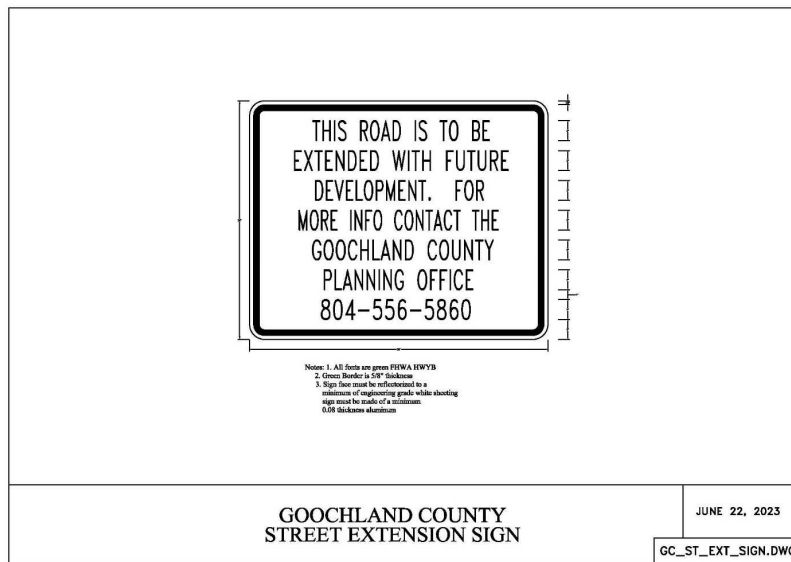 THIS ROAD IS TO BE
EXTENDED WITH FUTURE
DEVELOPMENT. FOR
MORE INFO CONTACT THE
GOOCHLAND COUNTY
PLANNING OFFICE
804-556-5860
Notes: 1. All fonts are green FHWA HWYB
2. Green Border is 5/8" thickness
3. Sign face must be reflectorized to a
minimum of engineering grade white sheeting
sign must be made of a minimum
0.08 thickness aluminum
GOOCHLAND COUNTY
STREET EXTENSION SIGN
JUNE 22, 2023
GC_ST_EXT_SIGN.DWG